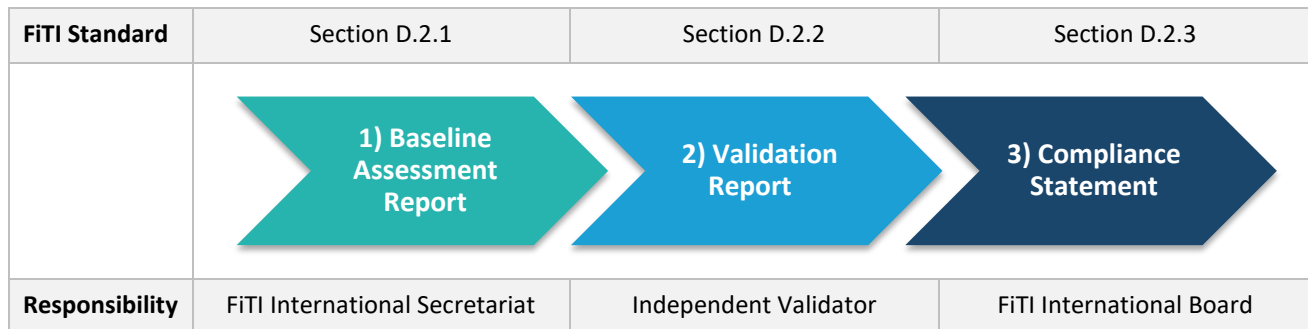 FiTI Standard Section D.2.1 Section D.2.2 Section D.2.3
1) Baseline
Assessment
Report
2) Validation
Report
3) Compliance
Statement
Responsibility FiTI International Secretariat Independent Validator FiTI International Board